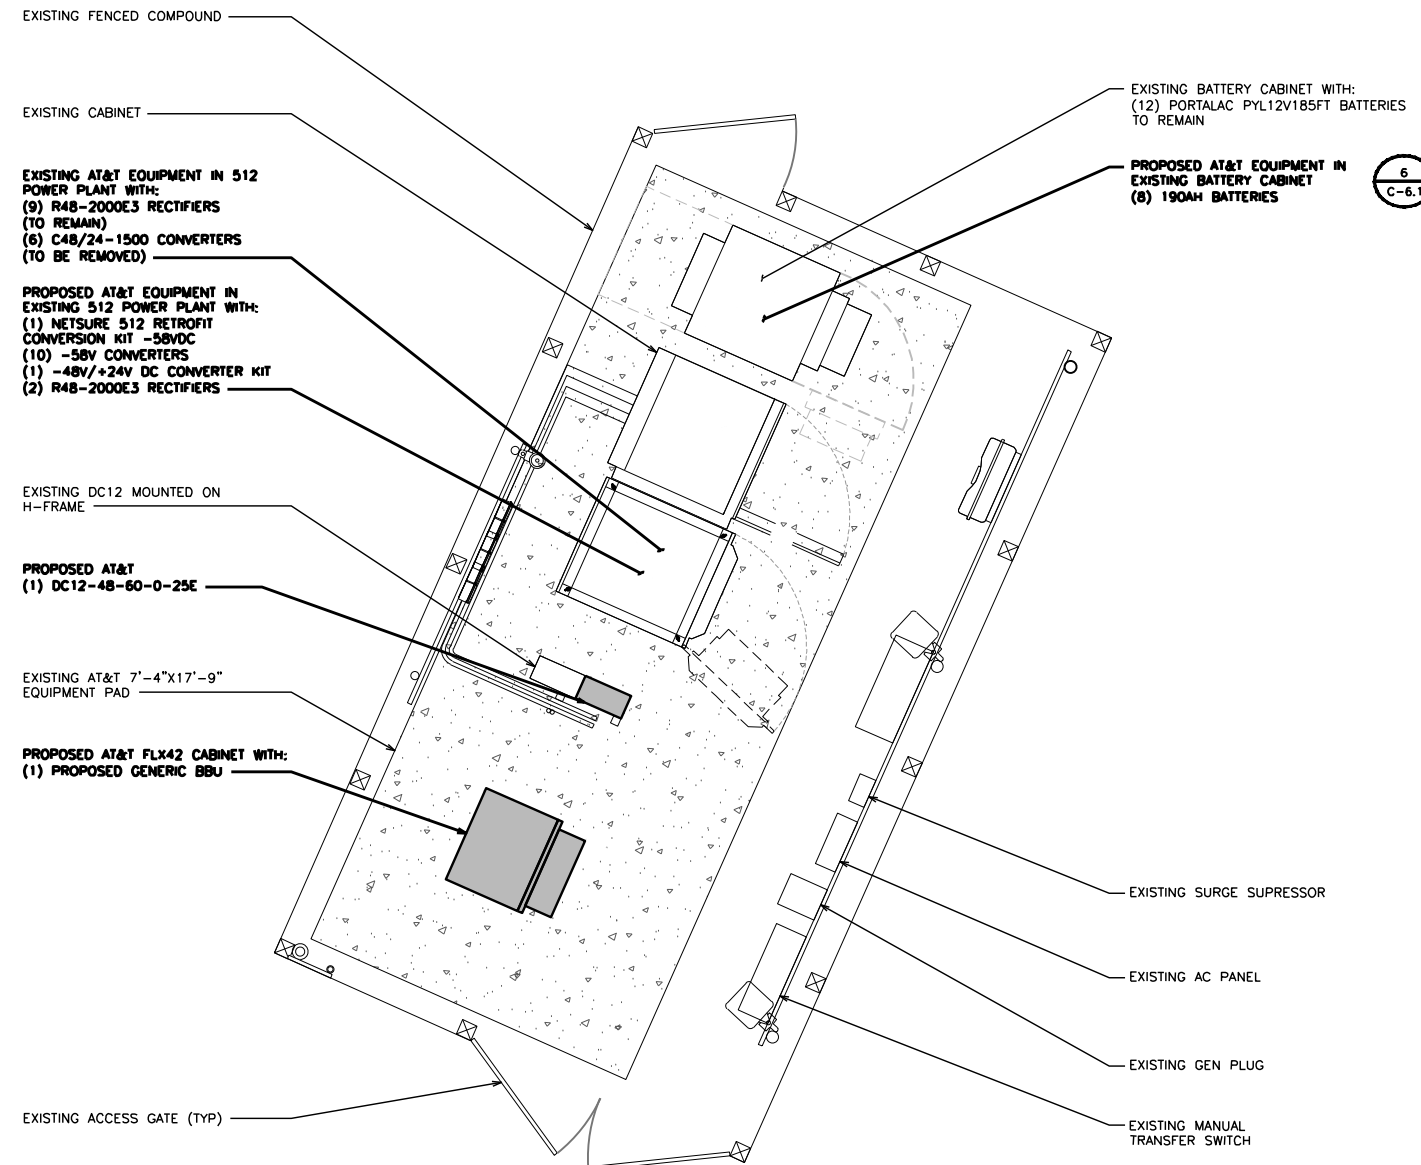 EXISTING FENCED COMPOUND
EXISTING CABINET
EXISTING AT&T EQUIPMENT IN 512
POWER PLANT WITH:
(9) R48-2000E3 RECTIFIERS
(TO REMAIN)
(6) C48/24-1500 CONVERTERS
(TO BE REMOVED)
PROPOSED AT&T EQUIPMENT IN
EXISTING 512 POWER PLANT WITH:
(1) NETSURE 512 RETROFIT
CONVERSION KIT -58VDC
(10) -58V CONVERTERS
(1) -48V/+24V DC CONVERTER KIT
(2) R48-2000E3 RECTIFIERS
EXISTING DC12 MOUNTED ON
H-FRAME
PROPOSED AT&T
(1) DC12-48-60-0-25E
EXISTING AT&T 7'-4"X17'-9"
EQUIPMENT PAD
PROPOSED AT&T FLX42 CABINET WITH:
(1) PROPOSED GENERIC BBU
EXISTING ACCESS GATE (TYP)
EXISTING BATTERY CABINET WITH:
(12) PORTALAC PYL12V185FT BATTERIES
TO REMAIN
PROPOSED AT&T EQUIPMENT IN
EXISTING BATTERY CABINET
(8) 190AH BATTERIES
6
C-6.1
EXISTING SURGE SUPRESSOR
EXISTING AC PANEL
EXISTING GEN PLUG
EXISTING MANUAL
TRANSFER SWITCH